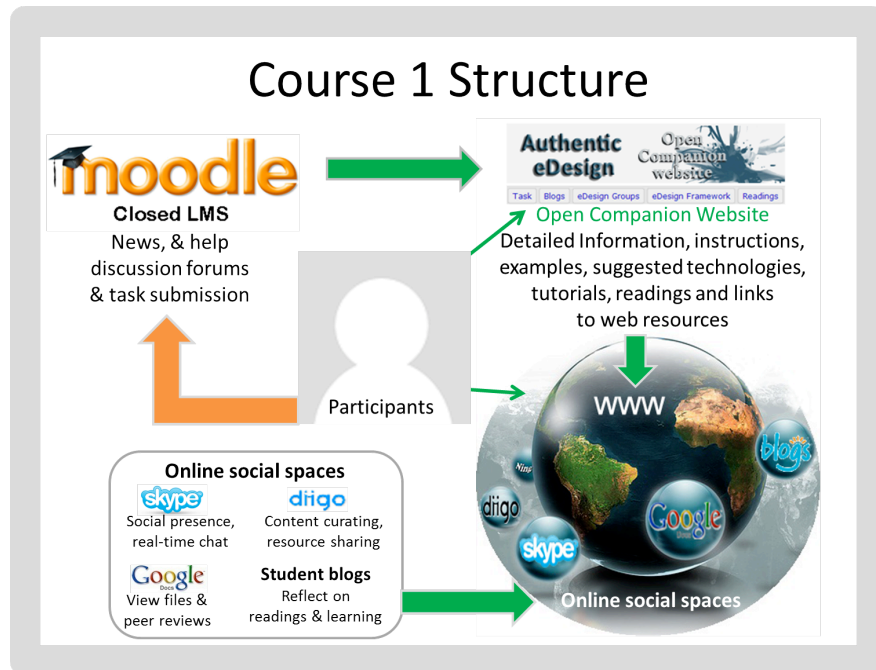 Course 1 Structure
moodle
Closed LMS
News, & help
discussion forums
& task submission
Authentic
eDesign
Open
Companion
website
Task
Blogs
eDesign Groups
eDesign Framework
Readings
Open Companion Website
Detailed Information, instructions,
examples, suggested technologies,
tutorials, readings and links
to web resources
Participants
WWW
blogs
Ning
diigo
Google
skype
Online social spaces
Online social spaces
skype
Social presence,
real-time chat
diigo
Content curating,
resource sharing
Google
Docs
View files &
peer reviews
Student blogs
Reflect on
readings & learning